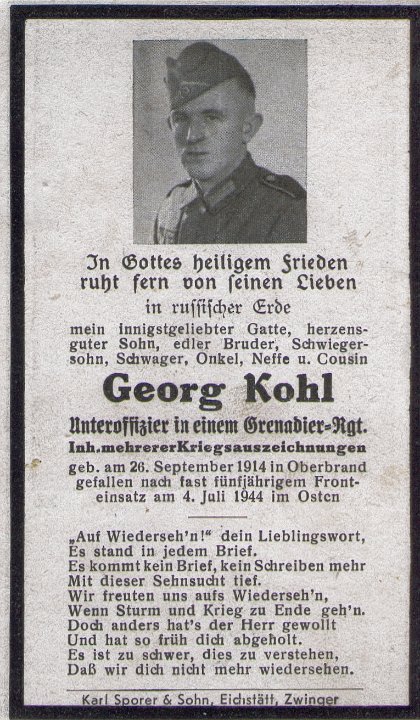 In Gottes heiligem Frieden
ruht fern von seinen Lieben
in russischer Erde
mein innigstgeliebter Gatte, herzens-
guter Sohn, edler Bruder, Schwieger-
sohn, Schwager, Onkel, Neffe u. Cousin
Georg Kohl
Unteroffizier in einem Grenadier-Rgt.
Inh. mehrerer Kriegsauszeichnungen
geb. am 26. September 1914 in Oberbrand
gefallen nach fast fünfjährigem Front-
einsatz am 4. Juli 1944 im Osten
„Auf Wiederseh'n!" dein Lieblingswort,
Es stand in jedem Brief.
Es kommt kein Brief, kein Schreiben mehr
Mit dieser Sehnsucht tief.
Wir freuten uns aufs Wiederseh'n,
Wenn Sturm und Krieg zu Ende geh'n.
Doch anders hat's der Herr gewollt
Und hat so früh dich abgeholt.
Es ist zu schwer, dies zu verstehen,
Daß wir dich nicht mehr wiedersehen.
Karl Sporer & Sohn, Eichstätt, Zwinger